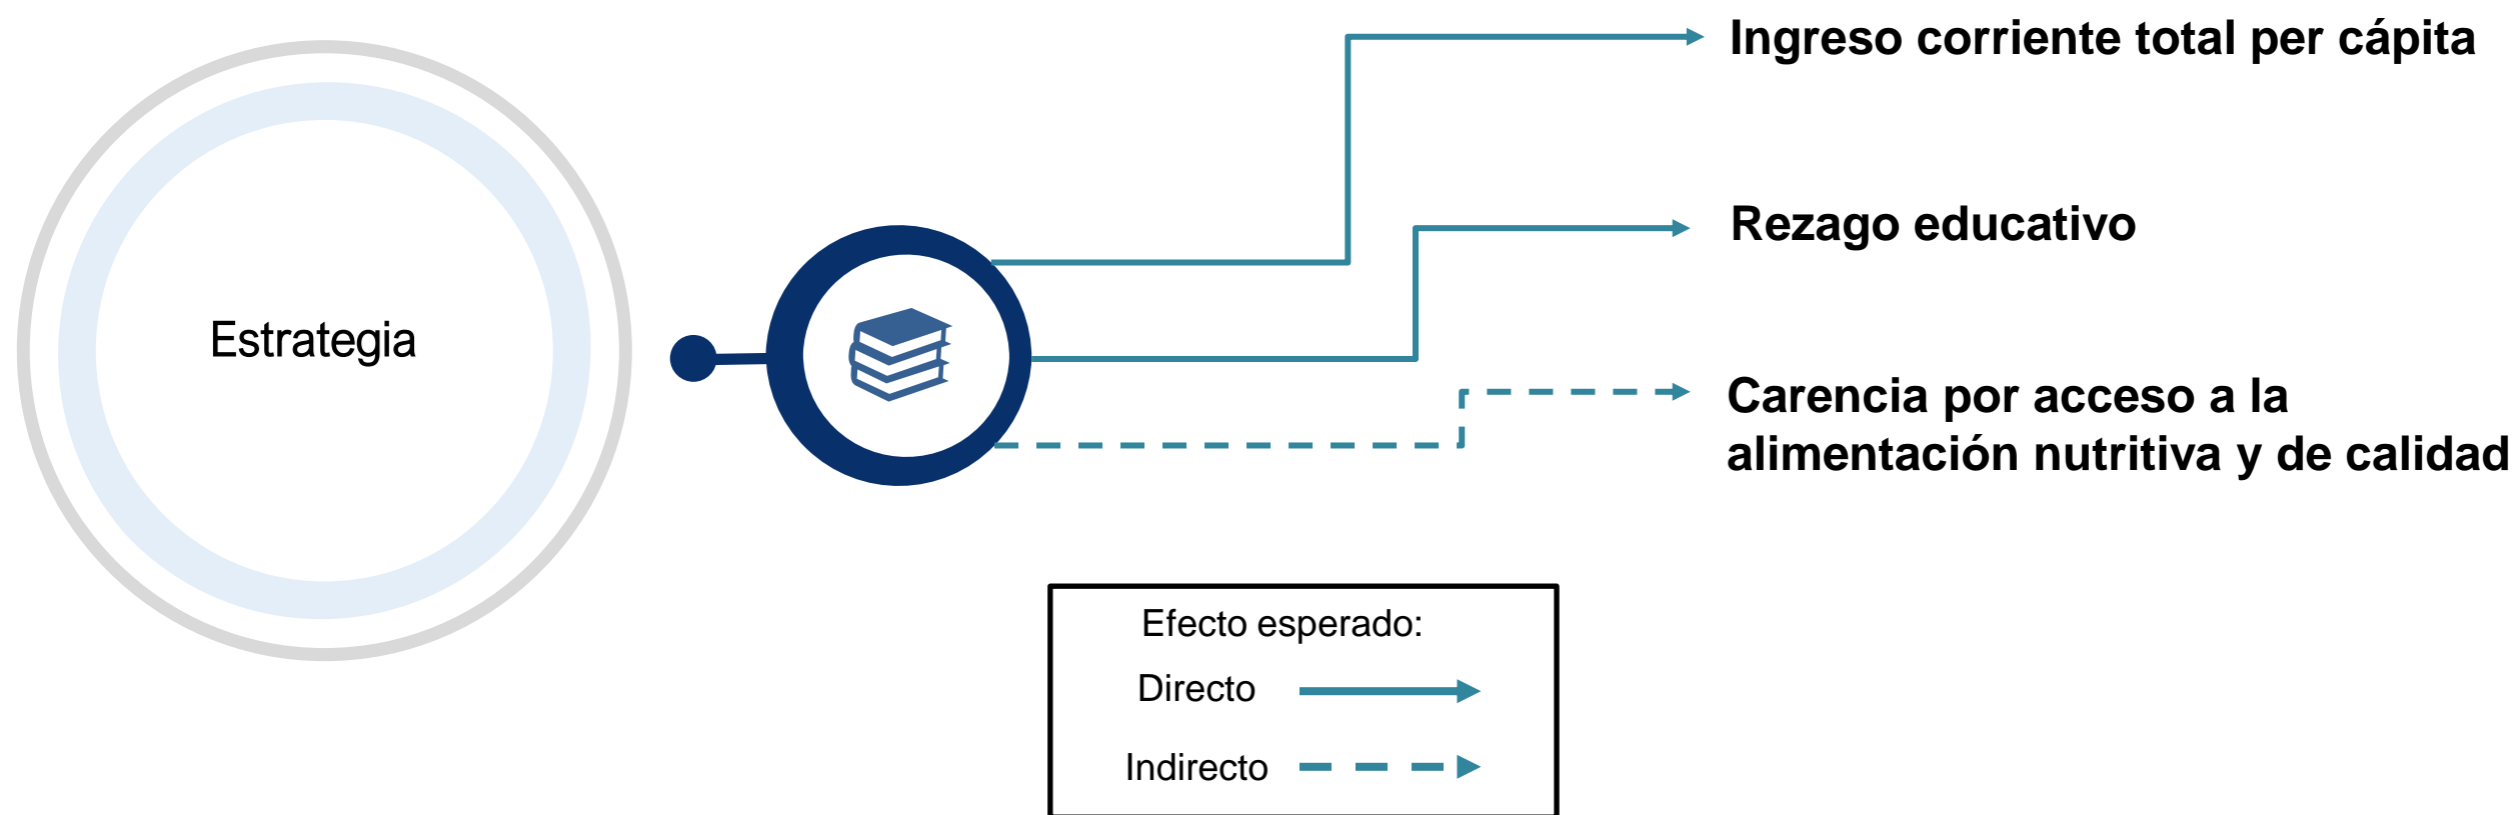 Ingreso corriente total per cápita
Rezago educativo
Estrategia
Carencia por acceso a la
alimentación nutritiva y de calidad
Efecto esperado:
Directo
Indirecto